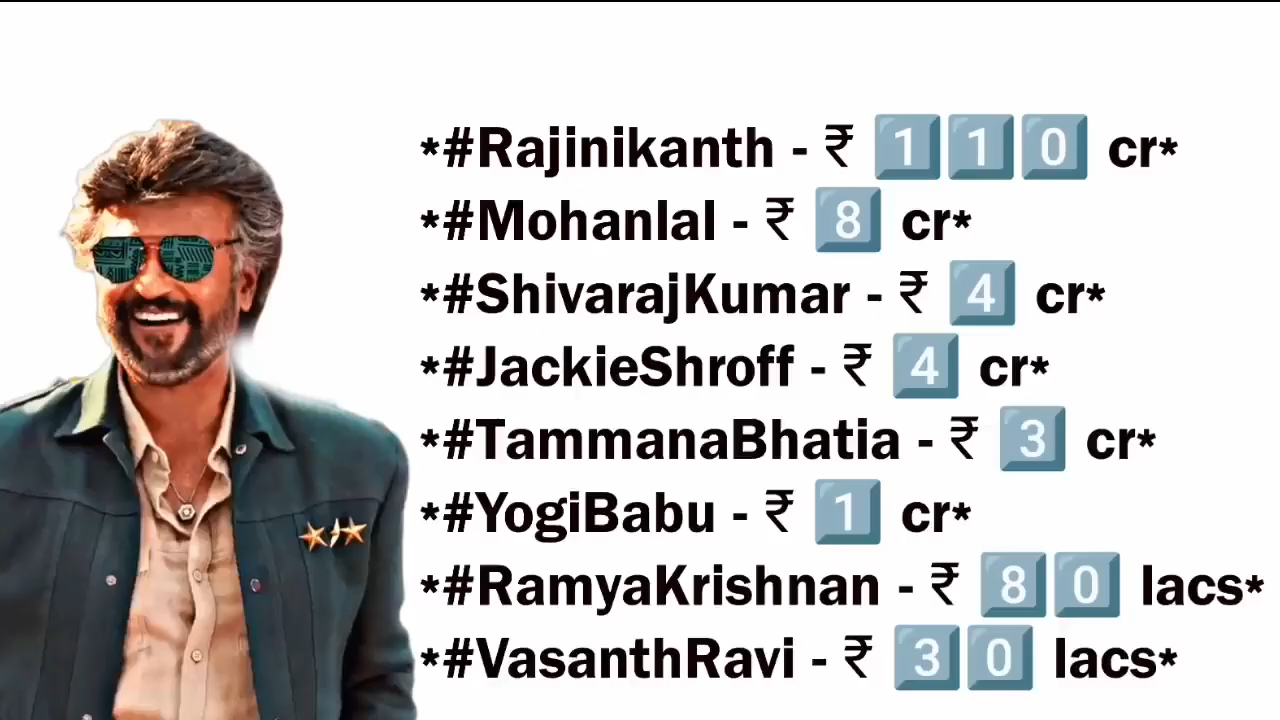 *#Rajinikanth - ₹ 1️⃣1️⃣0️⃣ cr*
*#Mohanlal - ₹ 8️⃣ cr*
*#ShivarajKumar - ₹ 4️⃣ cr*
*#JackieShroff - ₹ 4️⃣ cr*
*#TammanaBhatia - ₹ 3️⃣ cr*
*#YogiBabu - ₹ 1️⃣ cr*
*#RamyaKrishnan - ₹ 8️⃣0️⃣ lacs*
*#VasanthRavi - ₹ 3️⃣0️⃣ lacs*